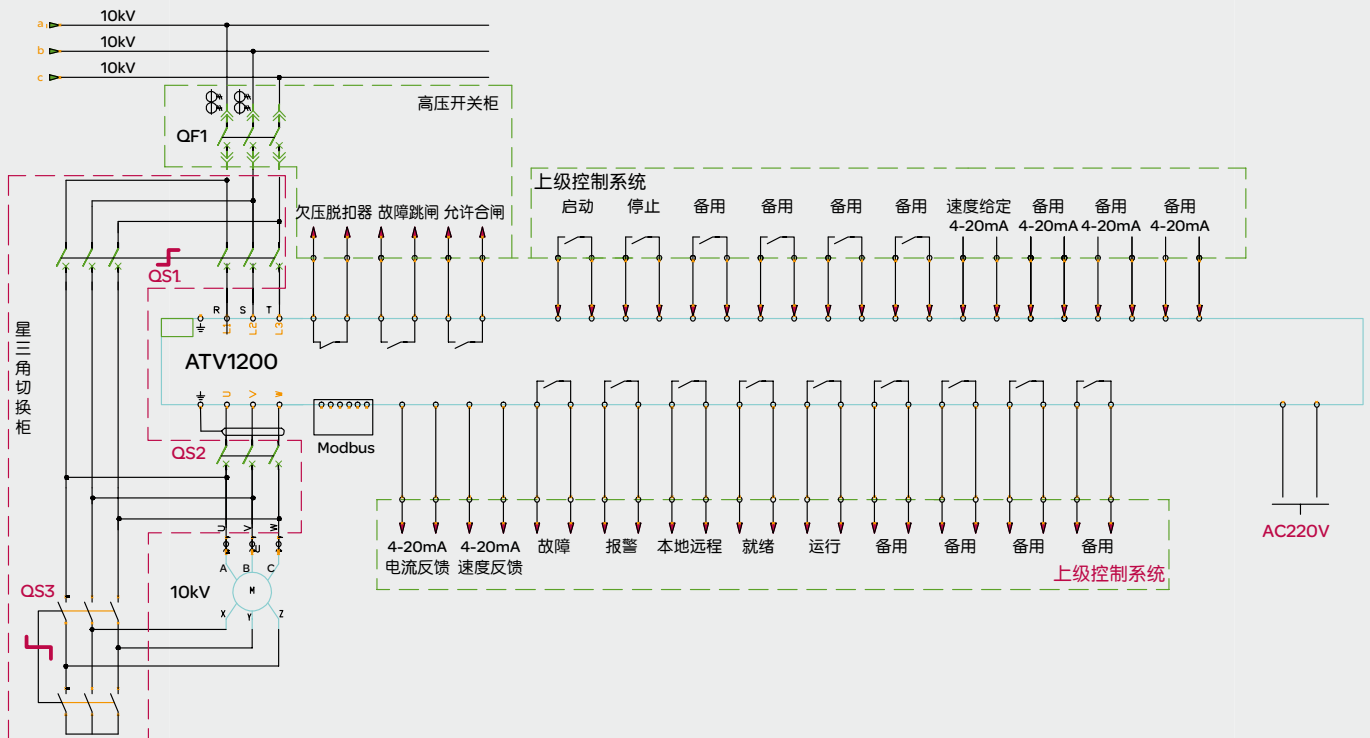 a 10kV
b 10kV
c 10kV
高压开关柜
QF1
上级控制系统
欠压脱扣器 故障跳闸 允许合闸
启动 停止 备用 备用 备用 备用 速度给定 备用 备用 备用
4-20mA 4-20mA 4-20mA 4-20mA
QS1
R S T
L1 L2 L3
星三角切换柜
ATV1200
U V W
Modbus
QS2
U V W
AC220V
4-20mA 4-20mA 故障 报警 本地远程 就绪 运行 备用 备用 备用 备用
电流反馈 速度反馈
上级控制系统
A B C
QS3
10kV
M
X Y Z